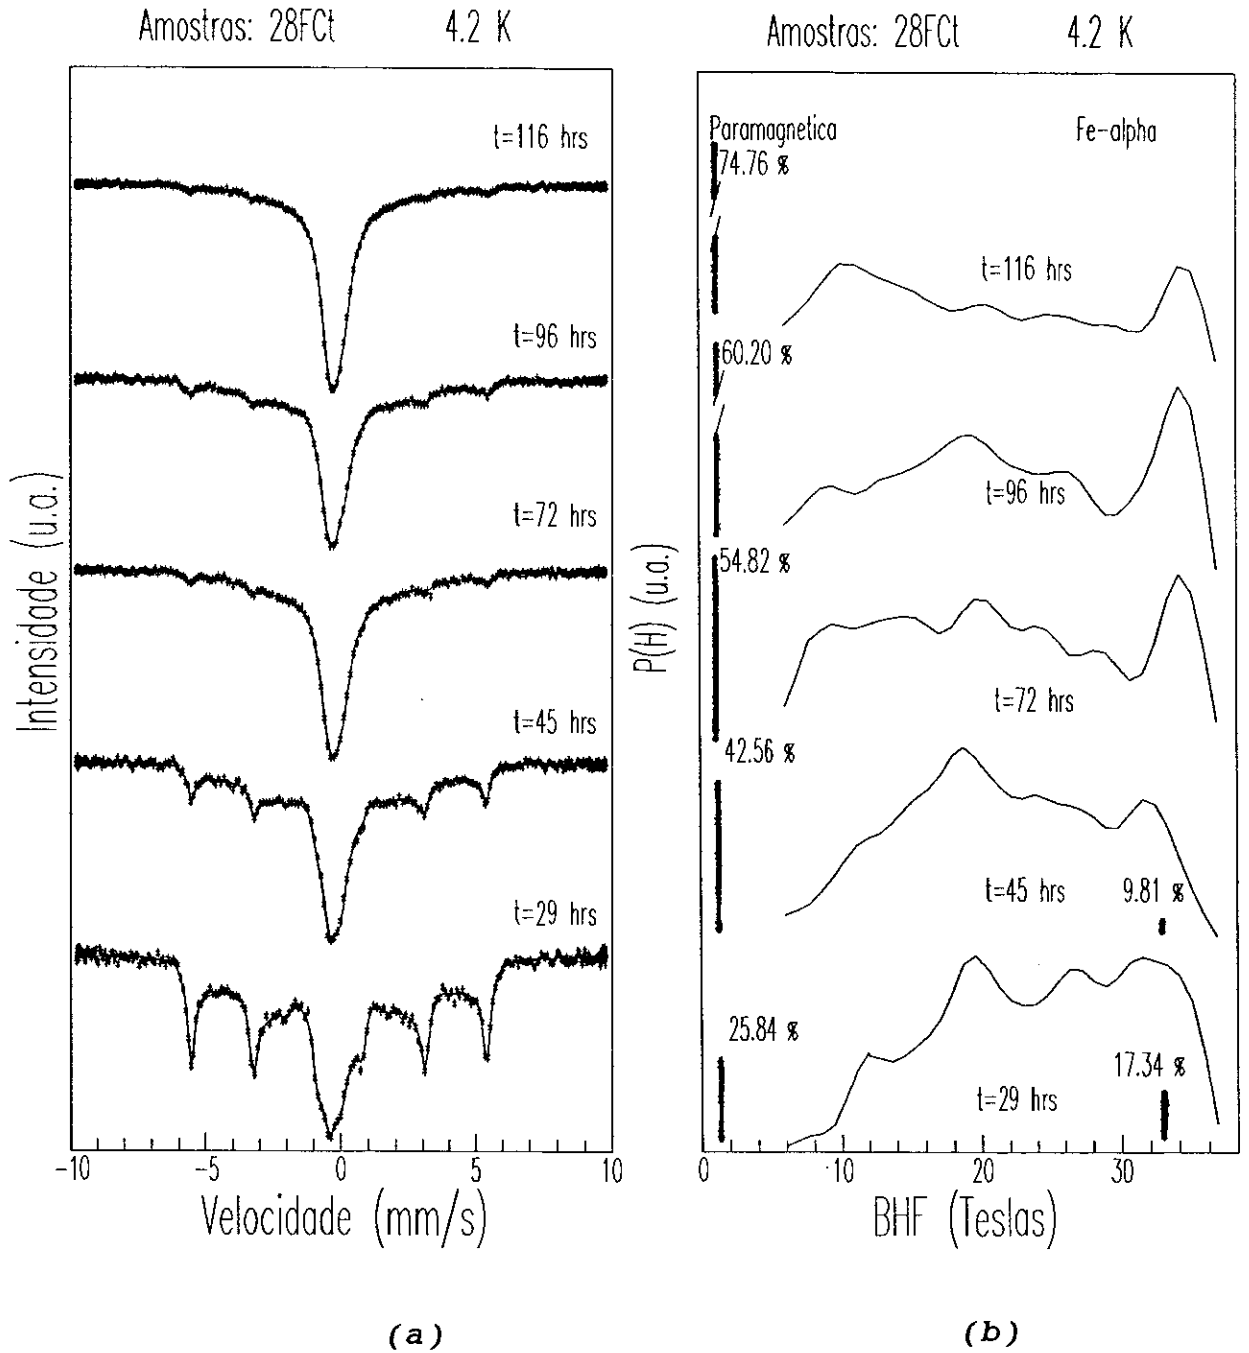 Amostras: 28FCt 4.2 K
t=116 hrs
t=96 hrs
t=72 hrs
t=45 hrs
t=29 hrs
Intensidade (u.a.)
-10 -5 0 5 10
Velocidade (mm/s)
(a)
Amostras: 28FCt 4.2 K
Paramagnetica Fe-alpha
74.76 %
t=116 hrs
60.20 %
t=96 hrs
54.82 %
t=72 hrs
42.56 %
t=45 hrs 9.81 %
25.84 %
17.34 %
t=29 hrs
P(H) (u.a.)
0 10 20 30
BHF (Teslas)
(b)